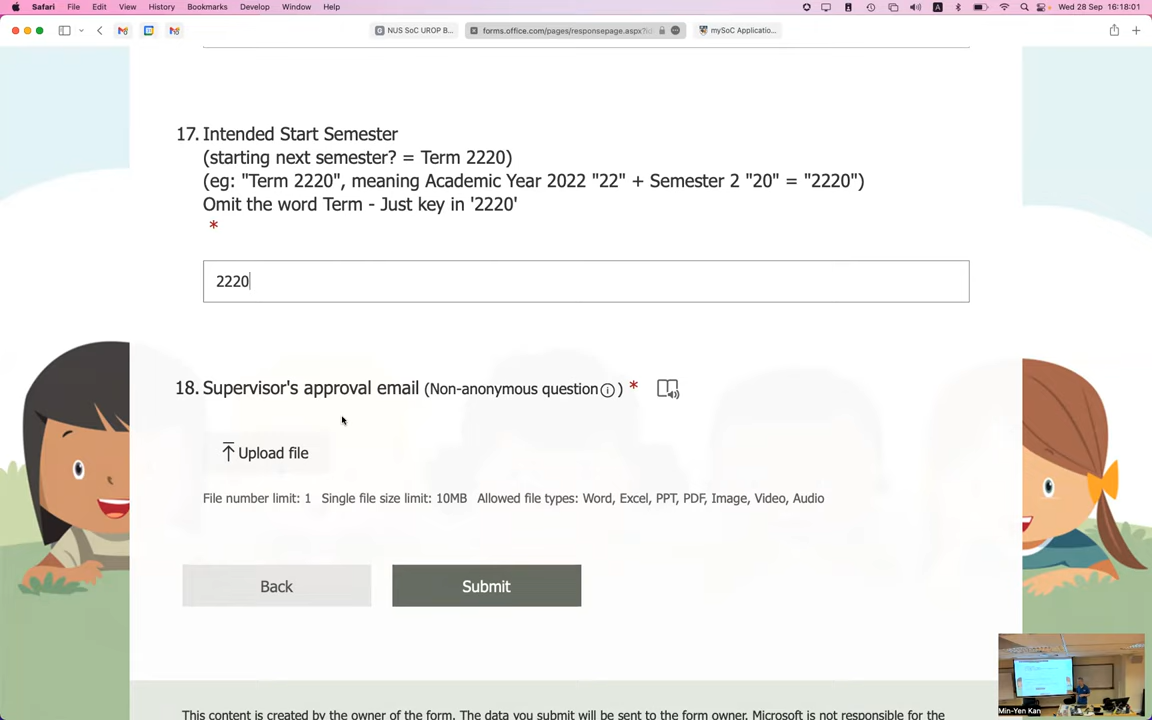 Safari File Edit View History Bookmarks Develop Window Help
A
Wed 28 Sep 16:18:01
NUS SoC UROP B...
forms.office.com/pages/responsepage.aspx?id
mySoC Applicatio...
17. Intended Start Semester
(starting next semester? = Term 2220)
(eg: "Term 2220", meaning Academic Year 2022 "22" + Semester 2 "20" = "2220")
Omit the word Term - Just key in '2220'
*
2220
18. Supervisor's approval email (Non-anonymous question ) *
Upload file
File number limit: 1 Single file size limit: 10MB Allowed file types: Word, Excel, PPT, PDF, Image, Video, Audio
Back
Submit
Min-Yen Kan
This content is created by the owner of the form. The data you submit will be sent to the form owner. Microsoft is not responsible for the